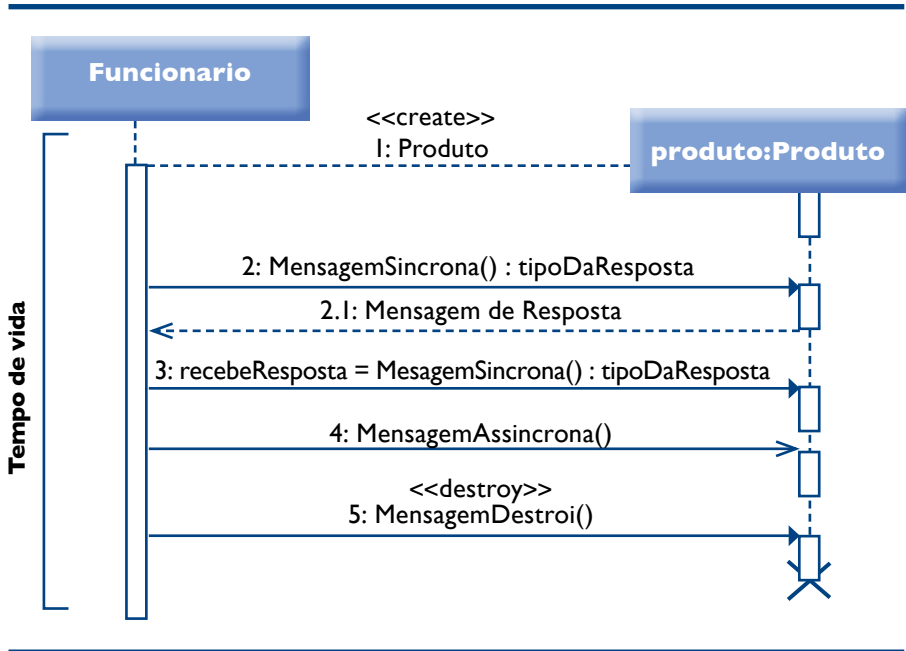 Funcionario
<<create>>
1: Produto
produto:Produto
2: MensagemSincrona() : tipoDaResposta
2.1: Mensagem de Resposta
3: recebeResposta = MesagemSincrona() : tipoDaResposta
4: MensagemAssincrona()
<<destroy>>
5: MensagemDestroi()
Tempo de vida